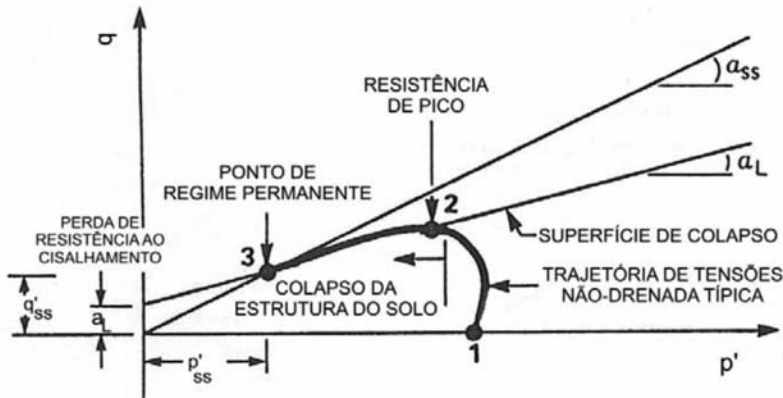 q
RESISTÊNCIA
DE PICO
a_ss
a_L
PONTO DE
REGIME PERMANENTE
PERDA DE
RESISTÊNCIA AO
CISALHAMENTO
2
3
SUPERFÍCIE DE COLAPSO
COLAPSO DA
ESTRUTURA DO SOLO
TRAJETÓRIA DE TENSÕES
NÃO-DRENADA TÍPICA
q'_ss
a_L
1
p'_ss
p'